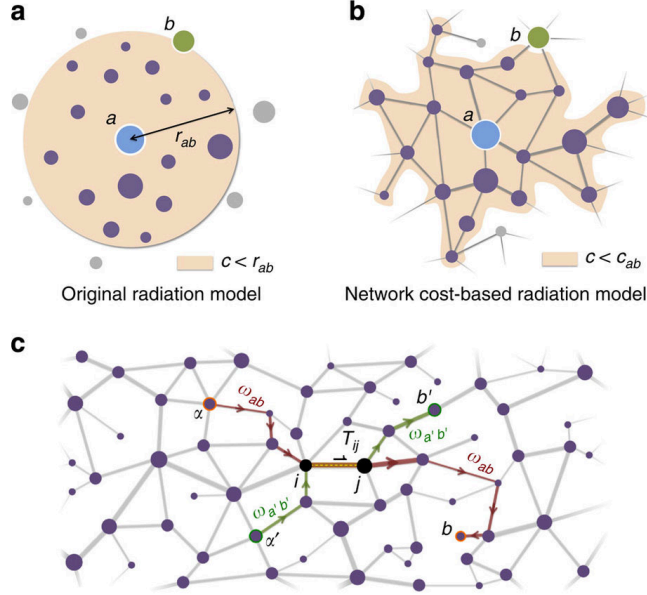 a
b
b
b
a
a
r_ab
c < r_ab
c < c_ab
Original radiation model
Network cost-based radiation model
c
b'
α
ω_ab
T_ij
ω_a'b'
ω_ab
i
j
ω_a'b'
b
α'